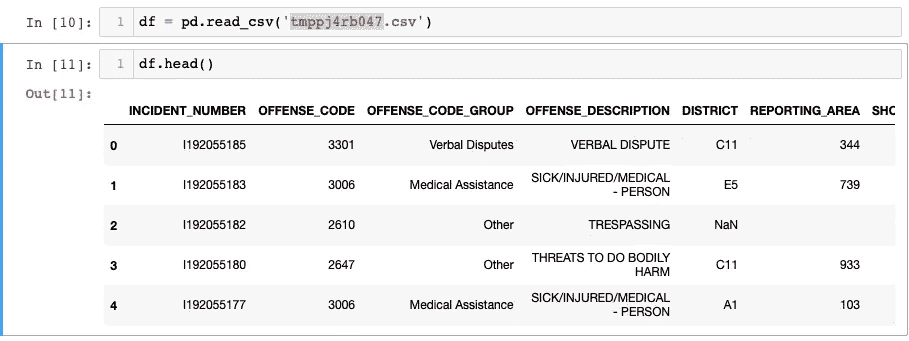 In [10]: 1 df = pd.read_csv('tmppj4rb047.csv')
In [11]: 1 df.head()
Out[11]:
INCIDENT_NUMBER OFFENSE_CODE OFFENSE_CODE_GROUP OFFENSE_DESCRIPTION DISTRICT REPORTING_AREA SHO
0 I192055185 3301 Verbal Disputes VERBAL DISPUTE C11 344
1 I192055183 3006 Medical Assistance SICK/INJURED/MEDICAL - PERSON E5 739
2 I192055182 2610 Other TRESPASSING NaN
3 I192055180 2647 Other THREATS TO DO BODILY HARM C11 933
4 I192055177 3006 Medical Assistance SICK/INJURED/MEDICAL - PERSON A1 103